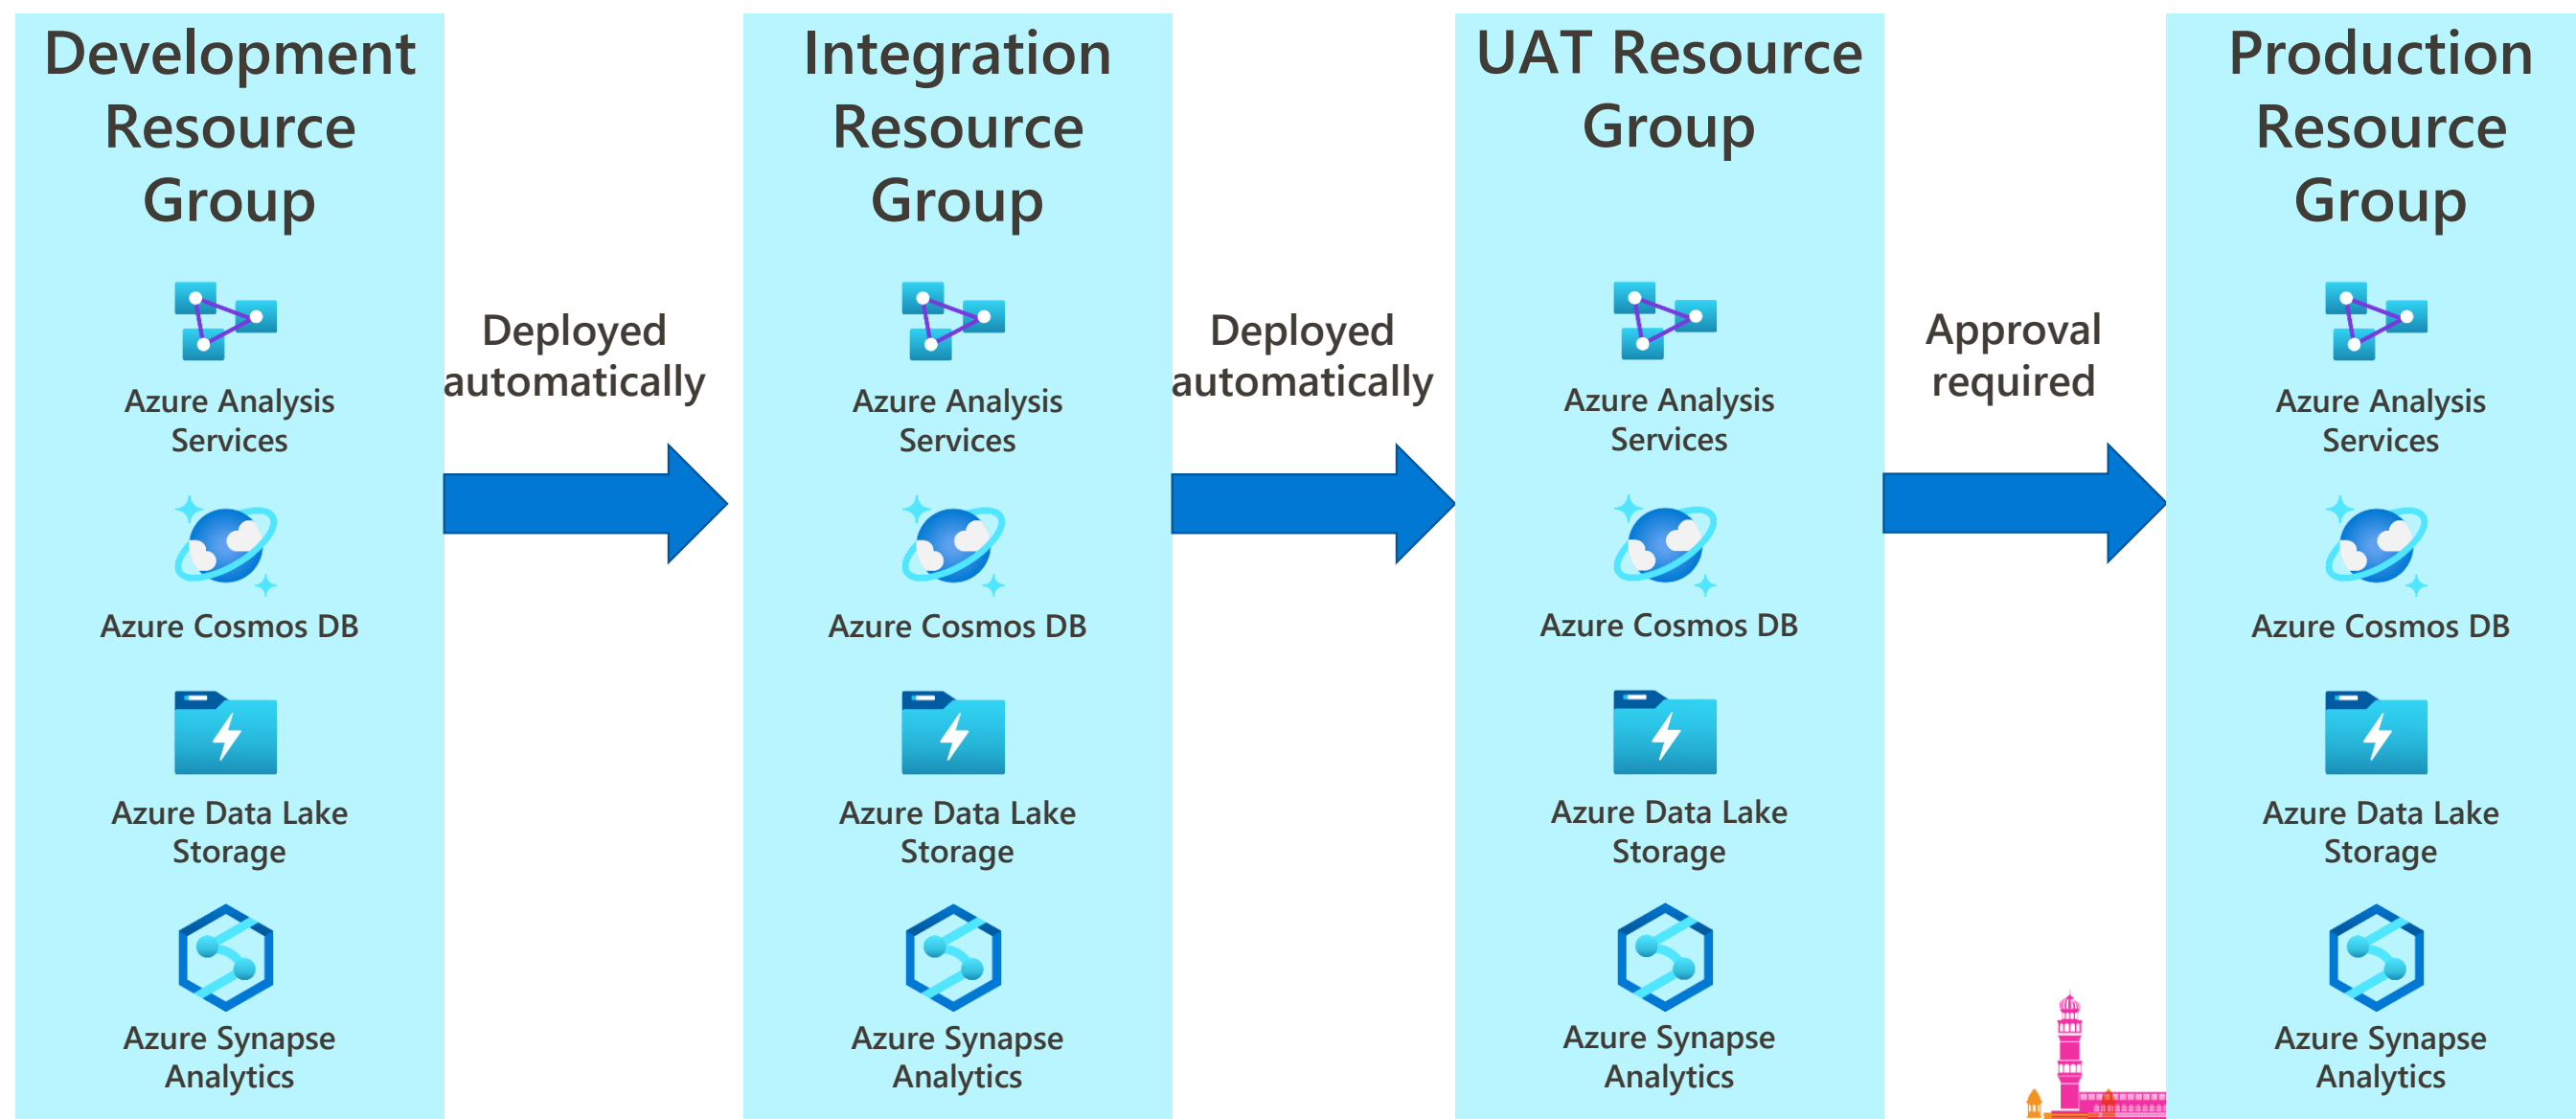 Development
Resource
Group
Azure Analysis
Services
Azure Cosmos DB
Azure Data Lake
Storage
Azure Synapse
Analytics
Deployed
automatically
Integration
Resource
Group
Azure Analysis
Services
Azure Cosmos DB
Azure Data Lake
Storage
Azure Synapse
Analytics
Deployed
automatically
UAT Resource
Group
Azure Analysis
Services
Azure Cosmos DB
Azure Data Lake
Storage
Azure Synapse
Analytics
Approval
required
Production
Resource
Group
Azure Analysis
Services
Azure Cosmos DB
Azure Data Lake
Storage
Azure Synapse
Analytics